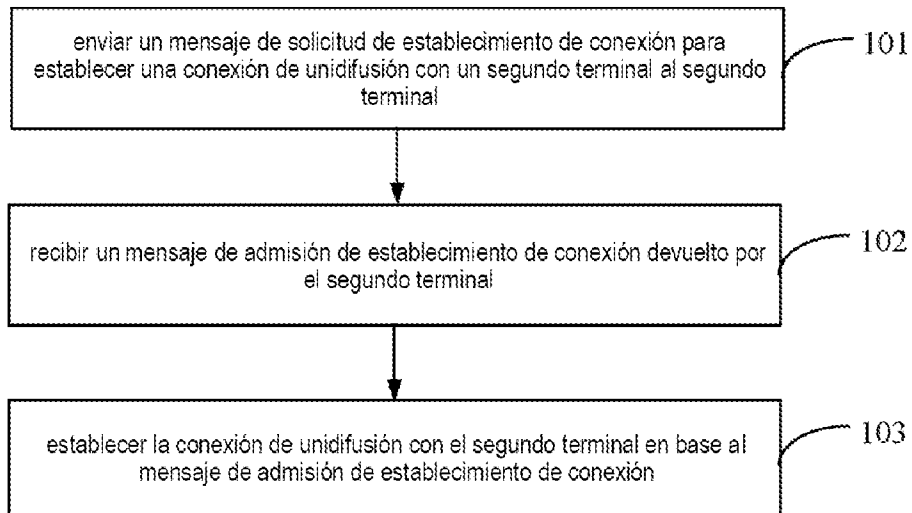 enviar un mensaje de solicitud de establecimiento de conexión para
establecer una conexión de unidifusión con un segundo terminal al segundo
terminal
101
recibir un mensaje de admisión de establecimiento de conexión devuelto por
el segundo terminal
102
establecer la conexión de unidifusión con el segundo terminal en base al
mensaje de admisión de establecimiento de conexión
103